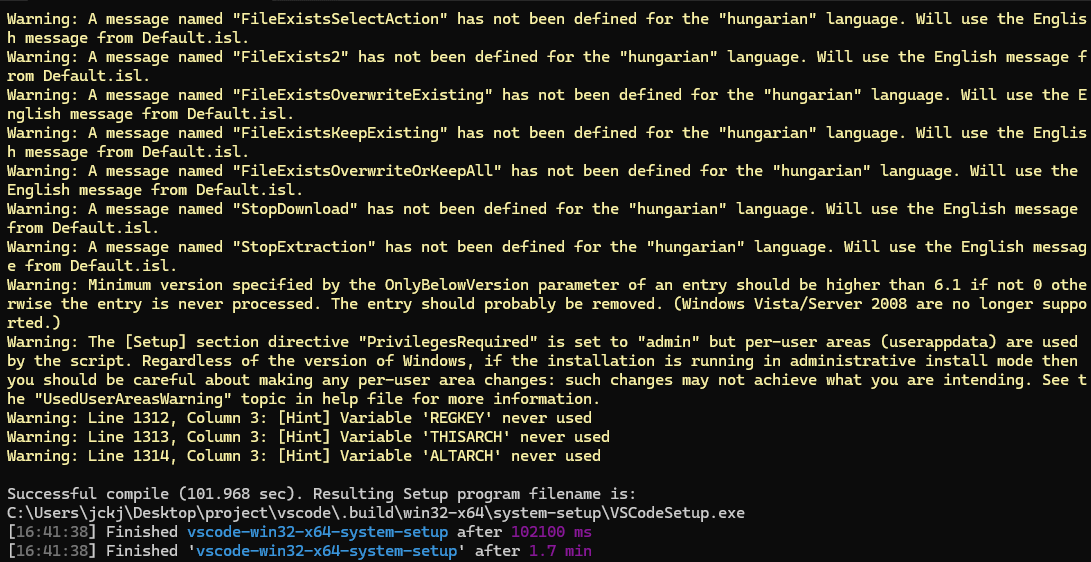 Warning: A message named "FileExistsSelectAction" has not been defined for the "hungarian" language. Will use the Englis
h message from Default.isl.
Warning: A message named "FileExists2" has not been defined for the "hungarian" language. Will use the English message f
rom Default.isl.
Warning: A message named "FileExistsOverwriteExisting" has not been defined for the "hungarian" language. Will use the E
nglish message from Default.isl.
Warning: A message named "FileExistsKeepExisting" has not been defined for the "hungarian" language. Will use the Englis
h message from Default.isl.
Warning: A message named "FileExistsOverwriteOrKeepAll" has not been defined for the "hungarian" language. Will use the
English message from Default.isl.
Warning: A message named "StopDownload" has not been defined for the "hungarian" language. Will use the English message
from Default.isl.
Warning: A message named "StopExtraction" has not been defined for the "hungarian" language. Will use the English messag
e from Default.isl.
Warning: Minimum version specified by the OnlyBelowVersion parameter of an entry should be higher than 6.1 if not 0 othe
rwise the entry is never processed. The entry should probably be removed. (Windows Vista/Server 2008 are no longer suppo
rted.)
Warning: The [Setup] section directive "PrivilegesRequired" is set to "admin" but per-user areas (userappdata) are used
by the script. Regardless of the version of Windows, if the installation is running in administrative install mode then
you should be careful about making any per-user area changes: such changes may not achieve what you are intending. See t
he "UsedUserAreasWarning" topic in help file for more information.
Warning: Line 1312, Column 3: [Hint] Variable 'REGKEY' never used
Warning: Line 1313, Column 3: [Hint] Variable 'THISARCH' never used
Warning: Line 1314, Column 3: [Hint] Variable 'ALTARCH' never used
Successful compile (101.968 sec). Resulting Setup program filename is:
C:\Users\jckj\Desktop\project\vscode\.build\win32-x64\system-setup\VSCodeSetup.exe
[16:41:38] Finished vscode-win32-x64-system-setup after 102100 ms
[16:41:38] Finished 'vscode-win32-x64-system-setup' after 1.7 min